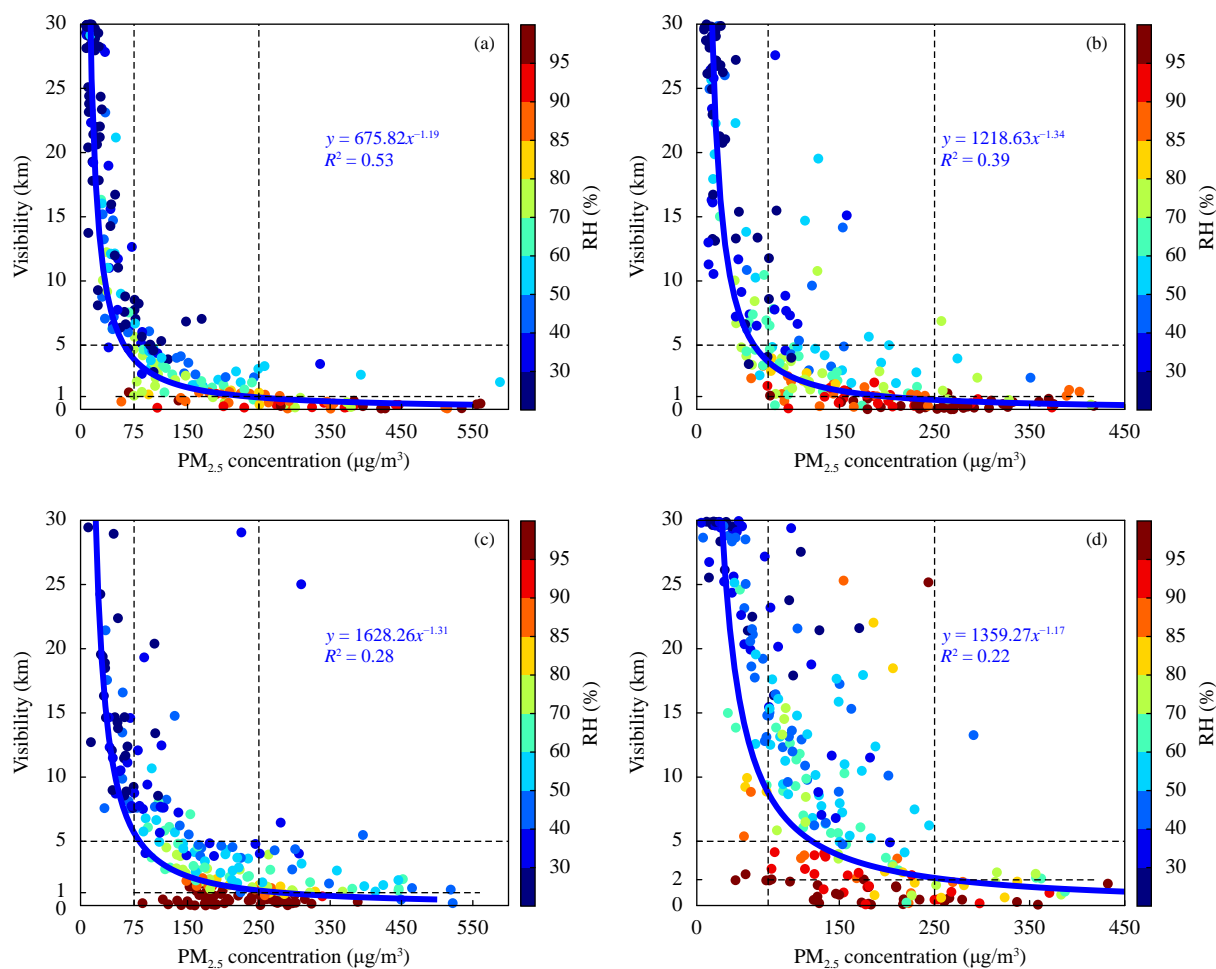 (a)
y = 675.82x^−1.19
R² = 0.53
Visibility (km)
30
25
20
15
10
5
1
0
0 75 150 250 350 450 550
PM₂.₅ concentration (μg/m³)
95
90
85
80
70
60
50
40
30
RH (%)
(b)
y = 1218.63x^−1.34
R² = 0.39
Visibility (km)
30
25
20
15
10
5
1
0
0 75 150 250 350 450
PM₂.₅ concentration (μg/m³)
95
90
85
80
70
60
50
40
30
RH (%)
(c)
y = 1628.26x^−1.31
R² = 0.28
Visibility (km)
30
25
20
15
10
5
1
0
0 75 150 250 350 450 550
PM₂.₅ concentration (μg/m³)
95
90
85
80
70
60
50
40
30
RH (%)
(d)
y = 1359.27x^−1.17
R² = 0.22
Visibility (km)
30
25
20
15
10
5
2
0
0 75 150 250 350 450
PM₂.₅ concentration (μg/m³)
95
90
85
80
70
60
50
40
30
RH (%)